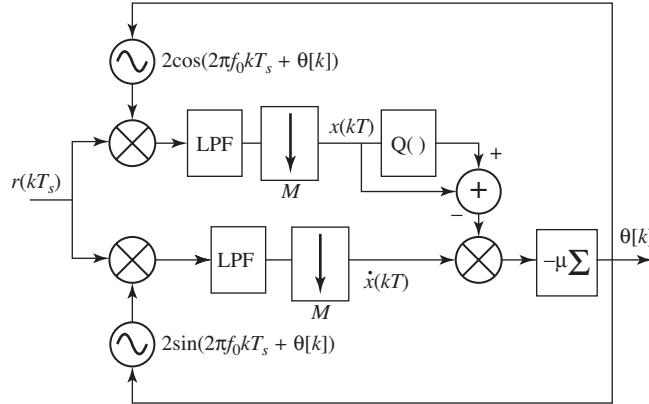 2cos(2πf₀kTₛ + θ[k])
LPF
M
x(kT)
Q( )
+
+
−
r(kTₛ)
LPF
M
ẋ(kT)
−μΣ
θ[k]
2sin(2πf₀kTₛ + θ[k])